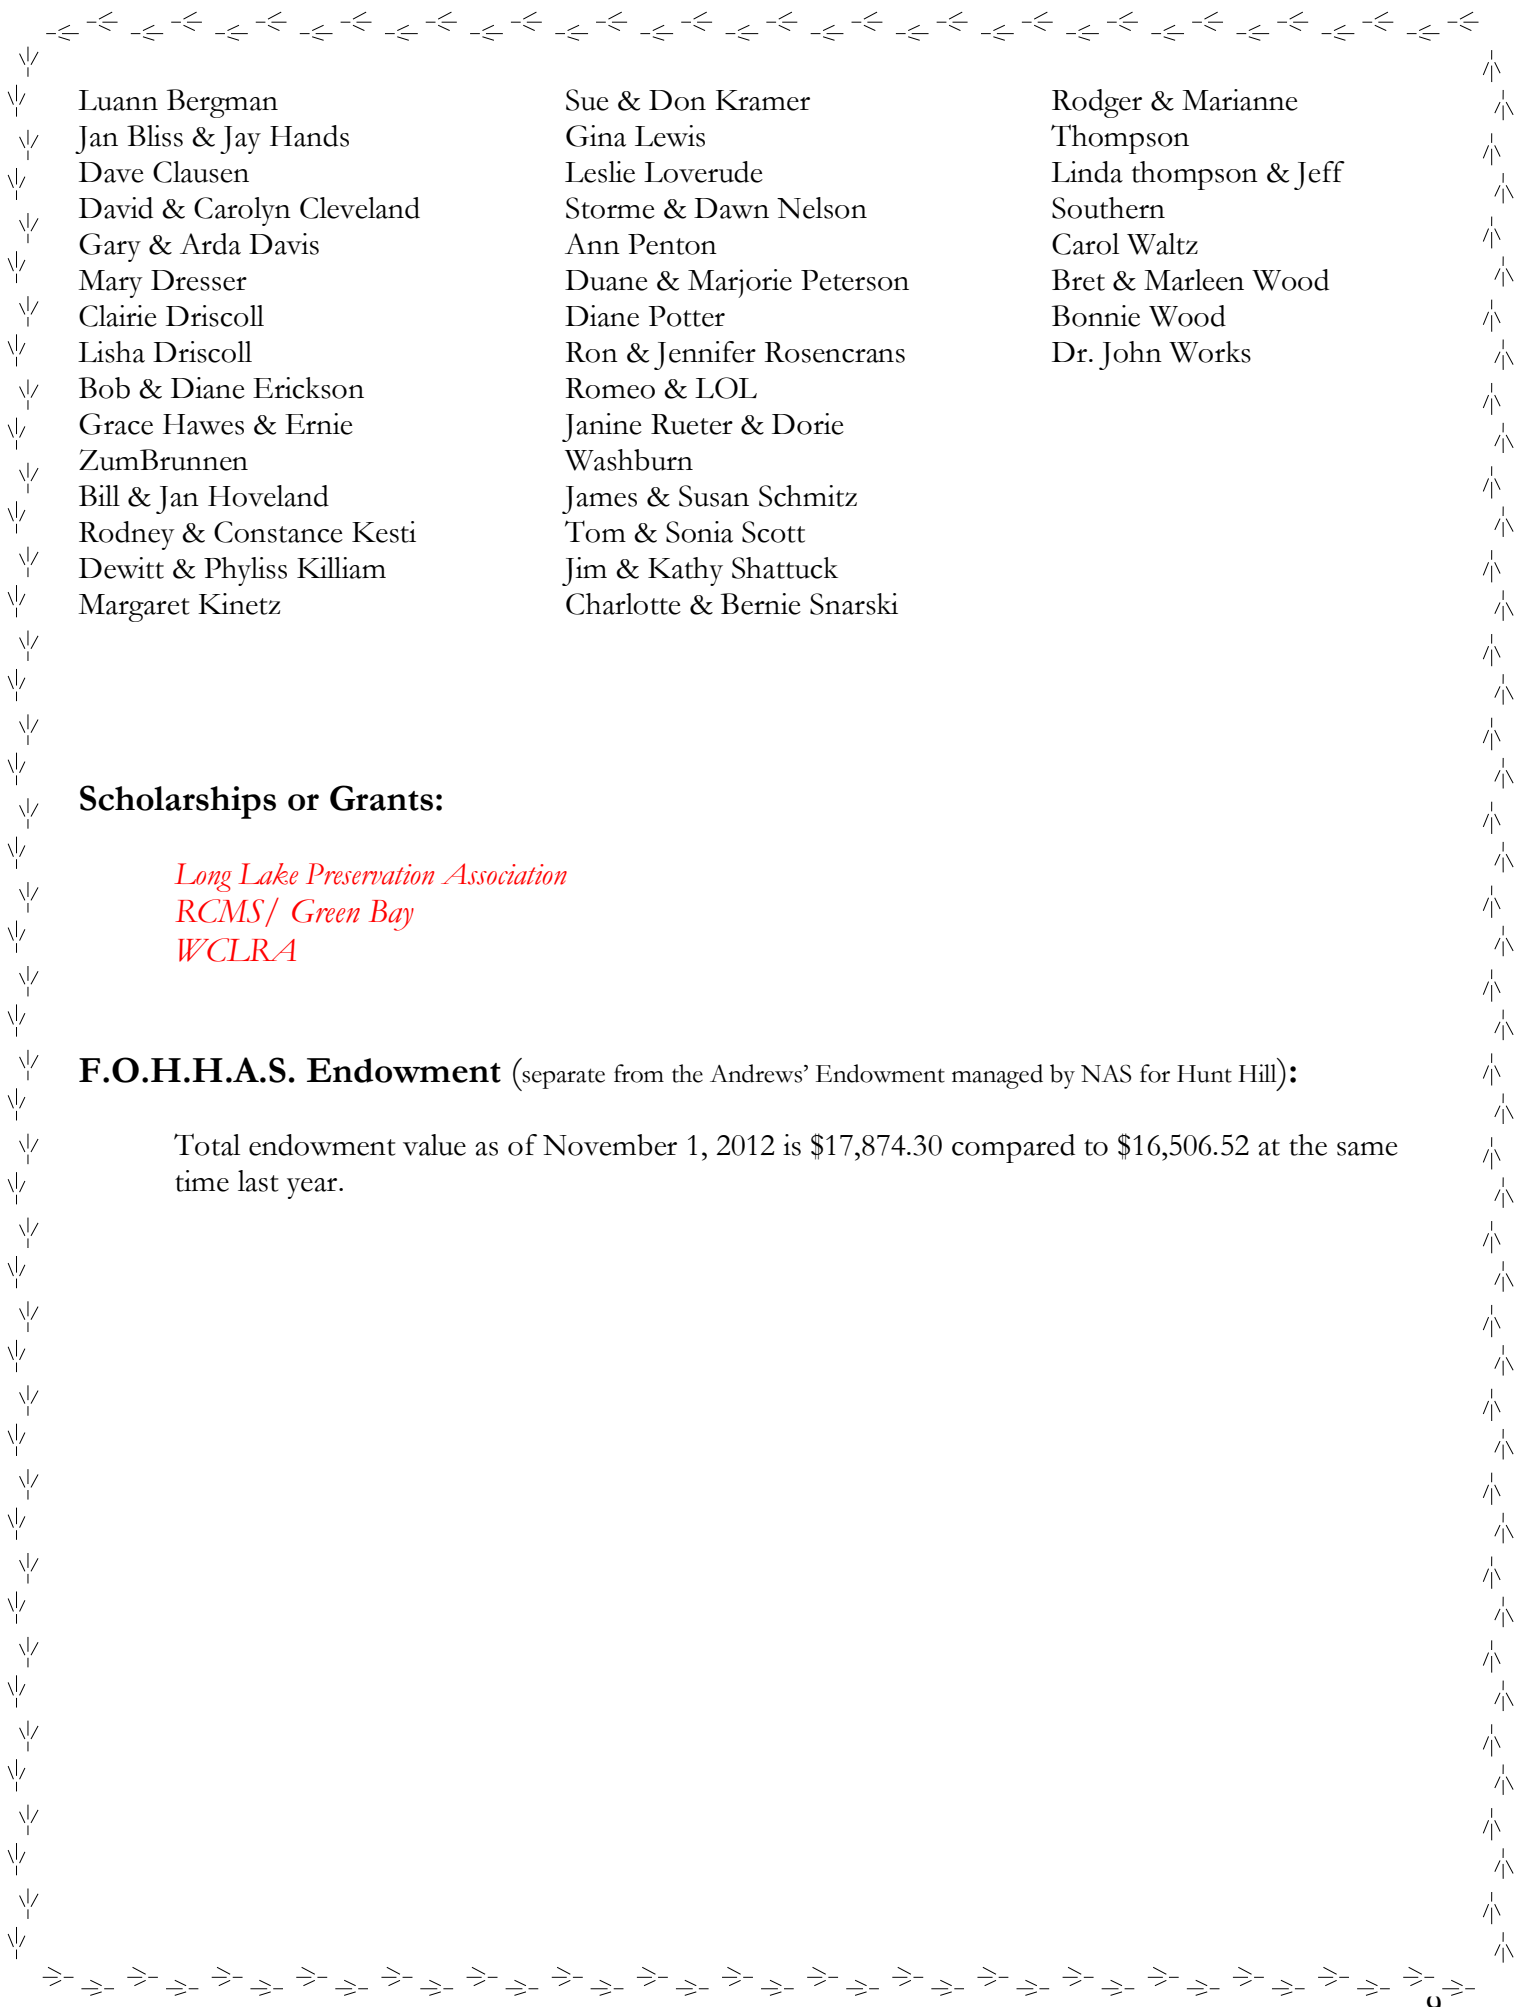 Luann Bergman
Jan Bliss & Jay Hands
Dave Clausen
David & Carolyn Cleveland
Gary & Arda Davis
Mary Dresser
Clairie Driscoll
Lisha Driscoll
Bob & Diane Erickson
Grace Hawes & Ernie
ZumBrunnen
Bill & Jan Hoveland
Rodney & Constance Kesti
Dewitt & Phyliss Killiam
Margaret Kinetz
Sue & Don Kramer
Gina Lewis
Leslie Loverude
Storme & Dawn Nelson
Ann Penton
Duane & Marjorie Peterson
Diane Potter
Ron & Jennifer Rosencrans
Romeo & LOL
Janine Rueter & Dorie
Washburn
James & Susan Schmitz
Tom & Sonia Scott
Jim & Kathy Shattuck
Charlotte & Bernie Snarski
Rodger & Marianne
Thompson
Linda thompson & Jeff
Southern
Carol Waltz
Bret & Marleen Wood
Bonnie Wood
Dr. John Works
Scholarships or Grants:
Long Lake Preservation Association
RCMS/ Green Bay
WCLRA
F.O.H.H.A.S. Endowment (separate from the Andrews’ Endowment managed by NAS for Hunt Hill):
Total endowment value as of November 1, 2012 is $17,874.30 compared to $16,506.52 at the same
time last year.